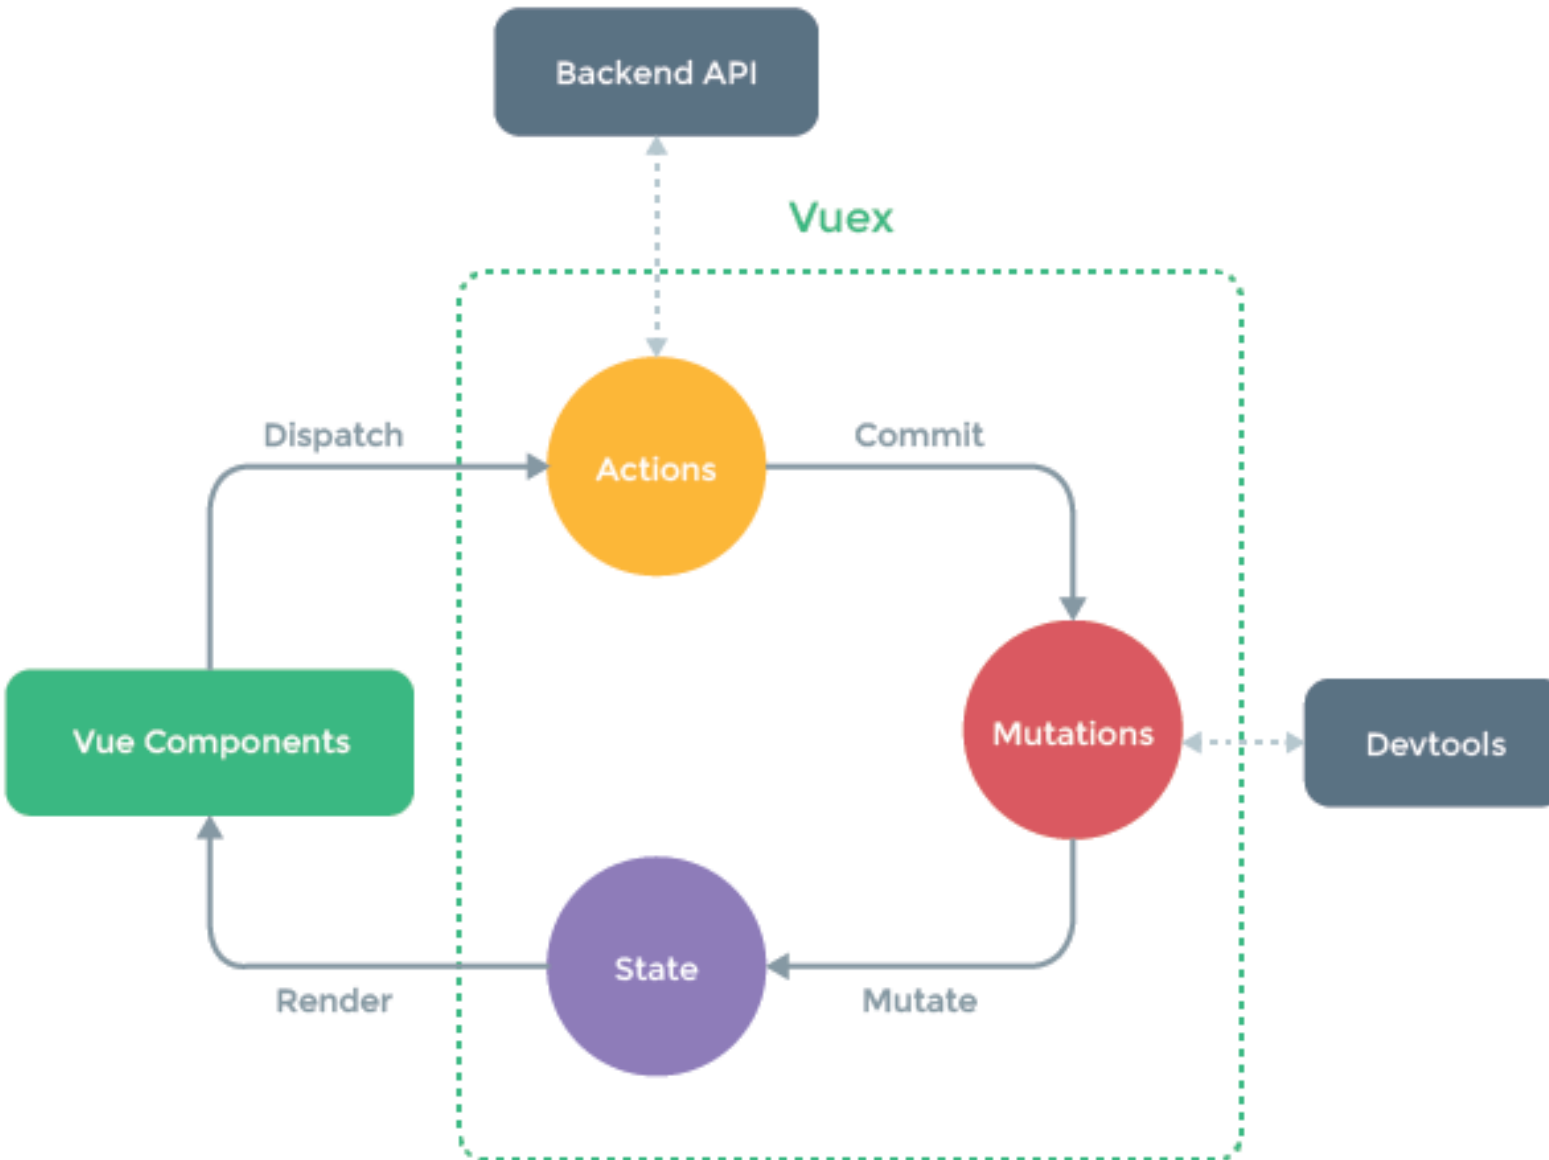 Backend API
Vuex
Dispatch
Commit
Actions
Vue Components
Mutations
Devtools
State
Render
Mutate